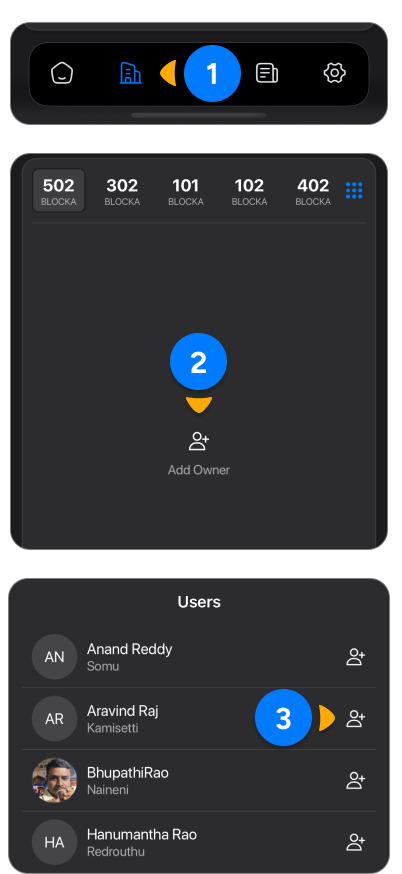 1
502 302 101 102 402
BLOCKA BLOCKA BLOCKA BLOCKA BLOCKA
2
Add Owner
Users
AN Anand Reddy
Somu
AR Aravind Raj
Kamisetti
3
BhupathiRao
Naineni
HA Hanumantha Rao
Redrouthu